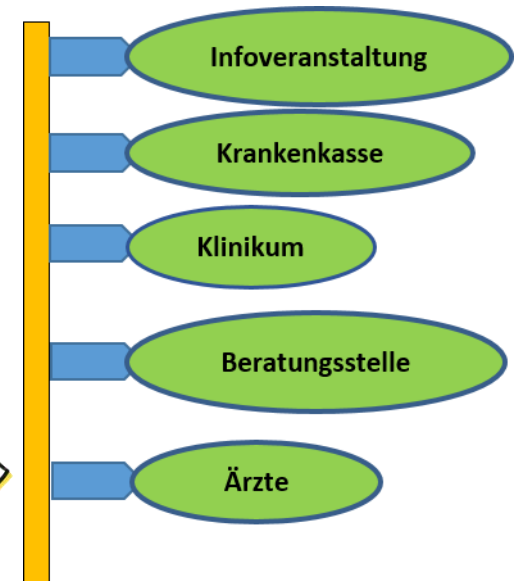 Infoveranstaltung
Krankenkasse
Klinikum
Beratungsstelle
Ärzte